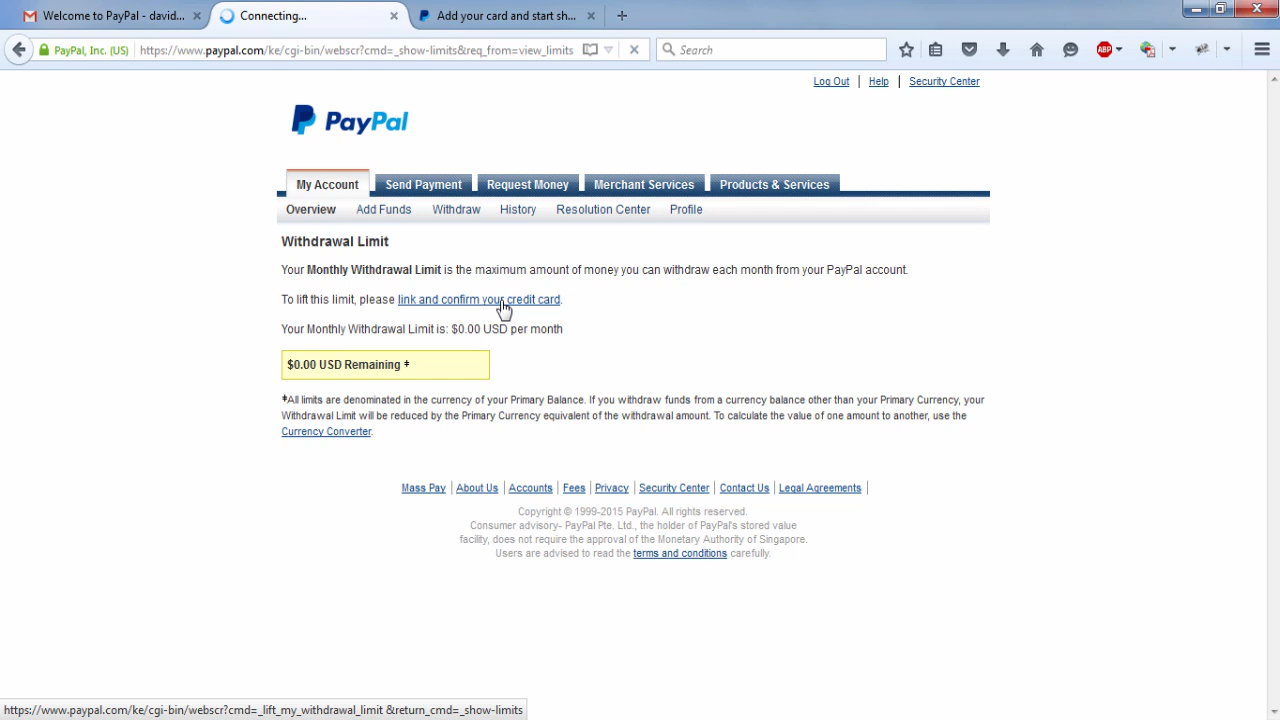 Welcome to PayPal - david...
Connecting...
Add your card and start sh...
PayPal, Inc. (US)
https://www.paypal.com/ke/cgi-bin/webscr?cmd=_show-limits&req_from=view_limits
Search
ABP
Log Out | Help | Security Center
PayPal
My Account
Send Payment
Request Money
Merchant Services
Products & Services
Overview
Add Funds
Withdraw
History
Resolution Center
Profile
Withdrawal Limit
Your Monthly Withdrawal Limit is the maximum amount of money you can withdraw each month from your PayPal account.
To lift this limit, please link and confirm your credit card.
Your Monthly Withdrawal Limit is: $0.00 USD per month
$0.00 USD Remaining ‡
‡All limits are denominated in the currency of your Primary Balance. If you withdraw funds from a currency balance other than your Primary Currency, your
Withdrawal Limit will be reduced by the Primary Currency equivalent of the withdrawal amount. To calculate the value of one amount to another, use the
Currency Converter.
Mass Pay | About Us | Accounts | Fees | Privacy | Security Center | Contact Us | Legal Agreements |
Copyright © 1999-2015 PayPal. All rights reserved.
Consumer advisory- PayPal Pte. Ltd., the holder of PayPal's stored value
facility, does not require the approval of the Monetary Authority of Singapore.
Users are advised to read the terms and conditions carefully.
https://www.paypal.com/ke/cgi-bin/webscr?cmd=_lift_my_withdrawal_limit &return_cmd=_show-limits